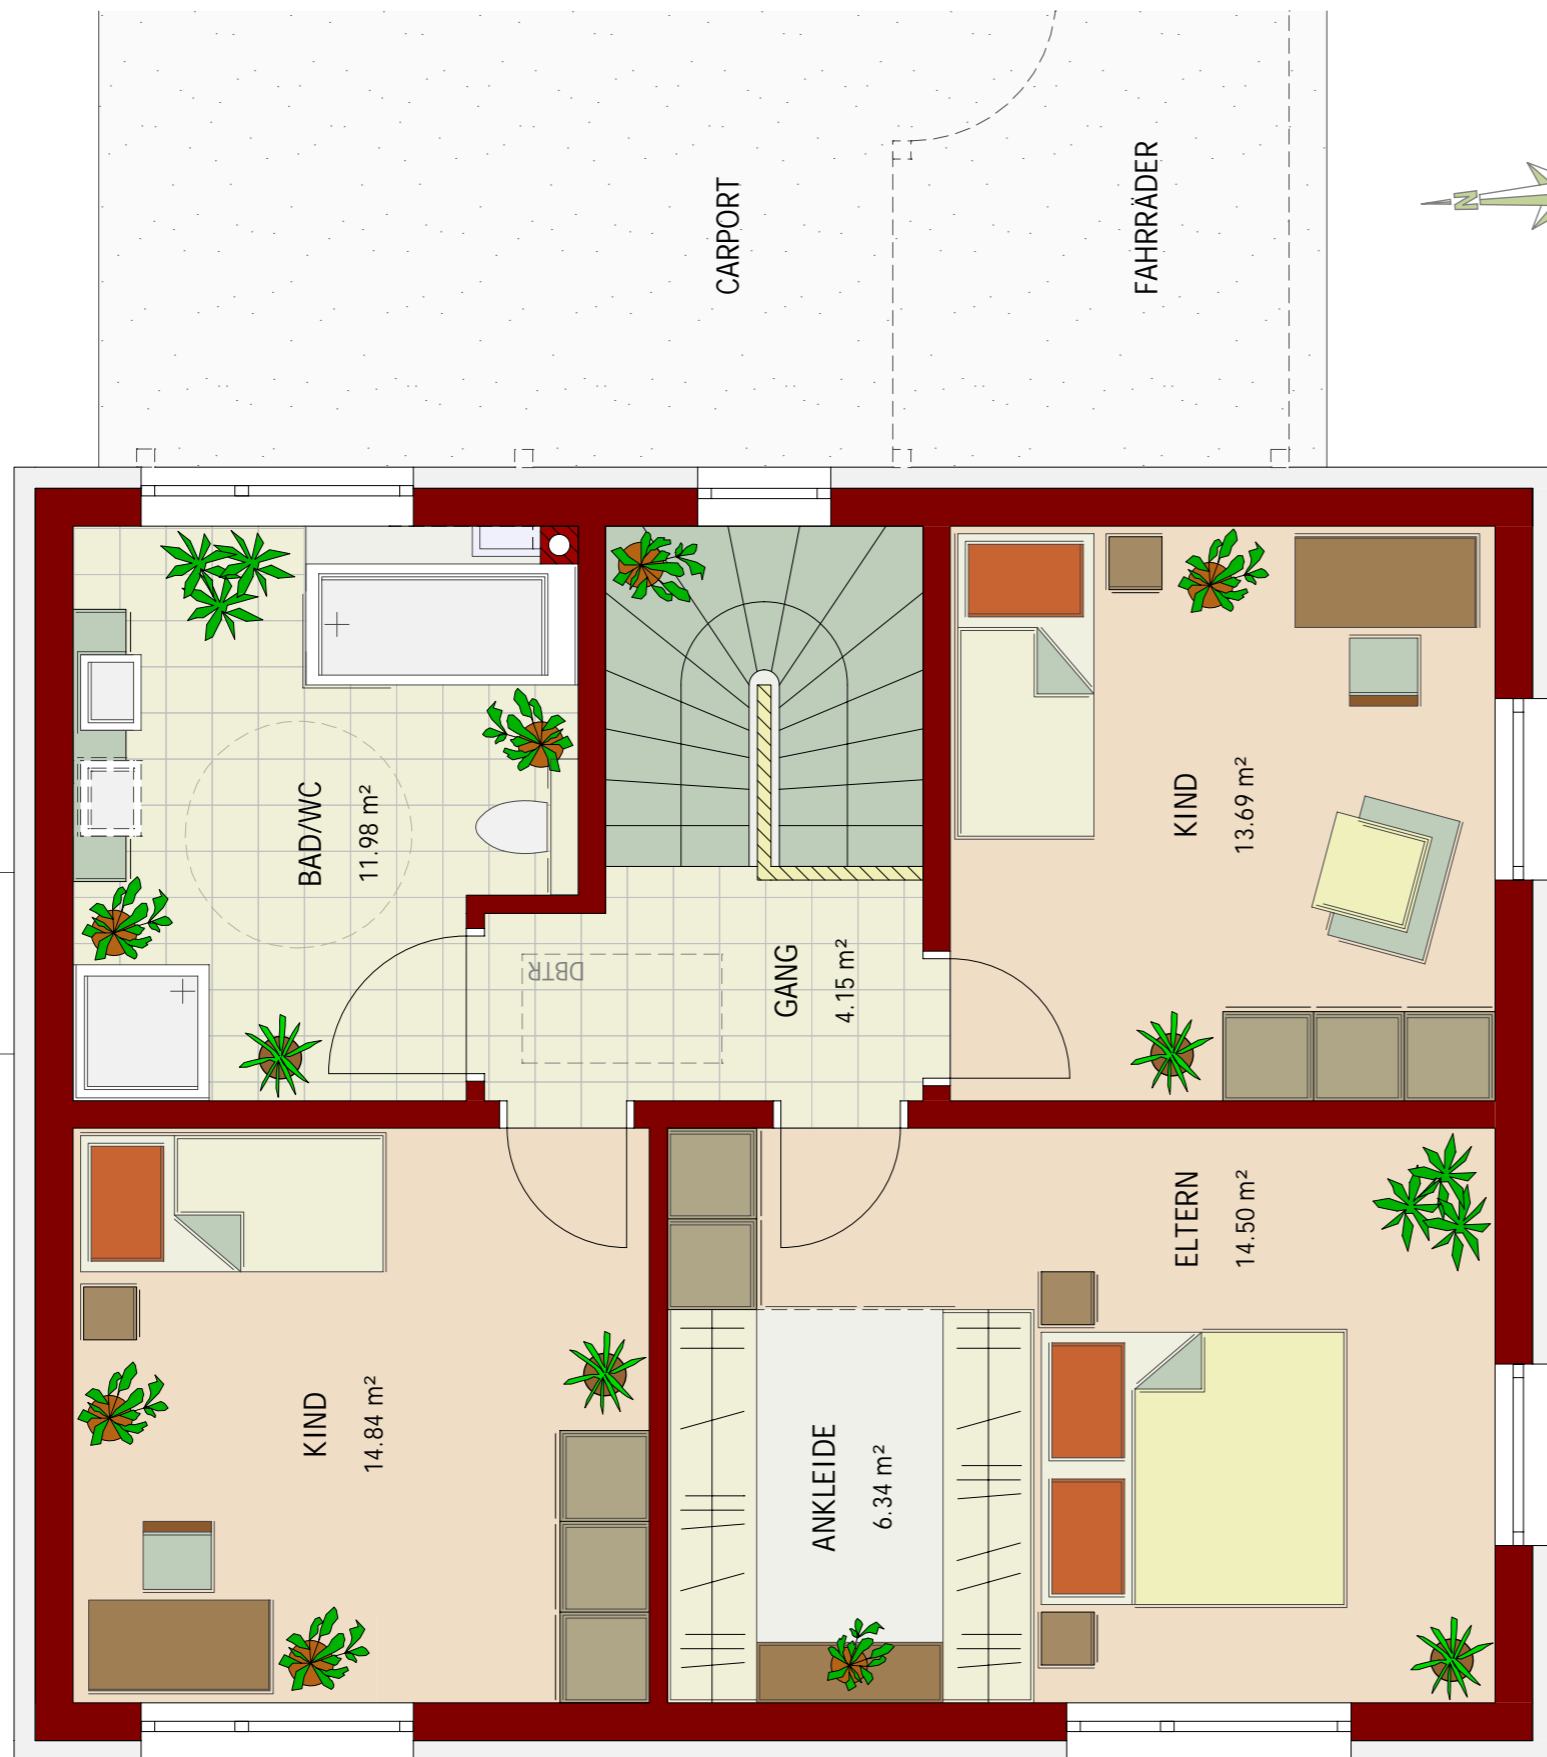 CARPORT
FAHRRÄDER
N
BAD/WC
11.98 m²
KIND
13.69 m²
GANG
4.15 m²
DBTR
KIND
14.84 m²
ANKLEIDE
6.34 m²
ELTERN
14.50 m²